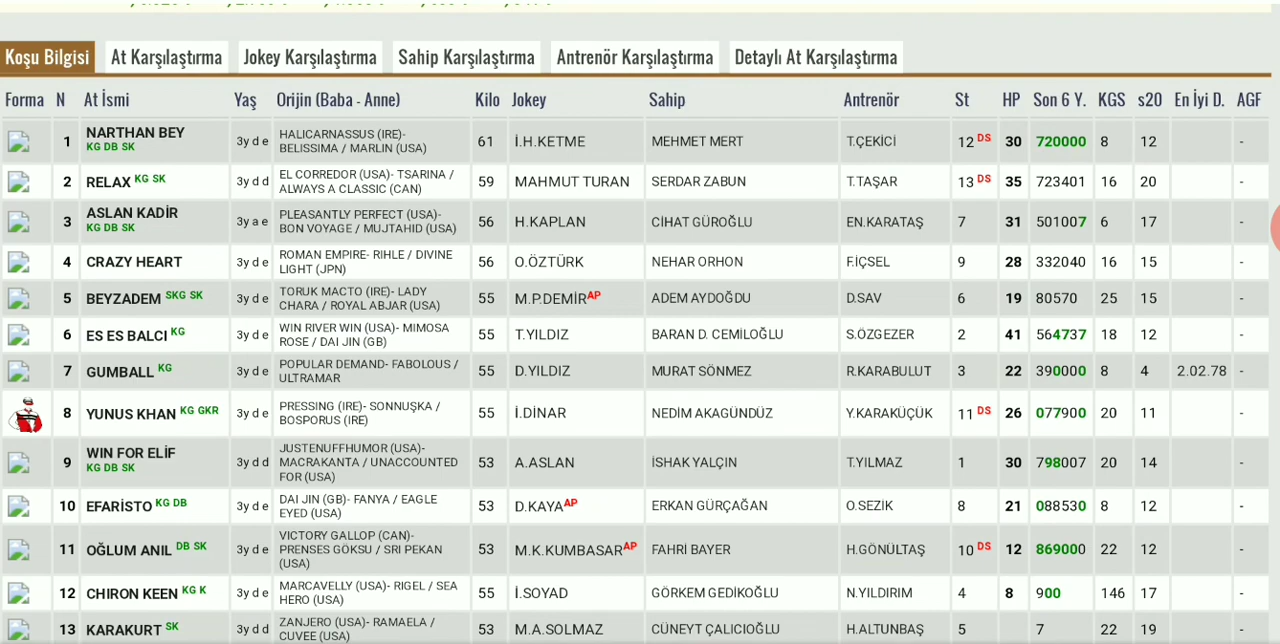 Koşu Bilgisi At Karşılaştırma Jokey Karşılaştırma Sahip Karşılaştırma Antrenör Karşılaştırma Detaylı At Karşılaştırma
Forma N At İsmi Yaş Orijin (Baba - Anne) Kilo Jokey Sahip Antrenör St HP Son 6 Y. KGS s20 En İyi D. AGF
1 NARTHAN BEY KG DB SK 3y d e HALICARNASSUS (IRE)- BELISSIMA / MARLIN (USA) 61 İ.H.KETME MEHMET MERT T.ÇEKİCİ 12 DS 30 720000 8 12 -
2 RELAX KG SK 3y d d EL CORREDOR (USA)- TSARINA / ALWAYS A CLASSIC (CAN) 59 MAHMUT TURAN SERDAR ZABUN T.TAŞAR 13 DS 35 723401 16 20 -
3 ASLAN KADİR KG DB SK 3y a e PLEASANTLY PERFECT (USA)- BON VOYAGE / MUJTAHID (USA) 56 H.KAPLAN CİHAT GÜROĞLU EN.KARATAŞ 7 31 501007 6 17 -
4 CRAZY HEART 3y d e ROMAN EMPIRE- RIHLE / DIVINE LIGHT (JPN) 56 O.ÖZTÜRK NEHAR ORHON F.İÇSEL 9 28 332040 16 15 -
5 BEYZADEM SKG SK 3y d e TORUK MACTO (IRE)- LADY CHARA / ROYAL ABJAR (USA) 55 M.P.DEMİR AP ADEM AYDOĞDU D.SAV 6 19 80570 25 15 -
6 ES ES BALCI KG 3y d e WIN RIVER WIN (USA)- MIMOSA ROSE / DAI JIN (GB) 55 T.YILDIZ BARAN D. CEMİLOĞLU S.ÖZGEZER 2 41 564737 18 12 -
7 GUMBALL KG 3y d e POPULAR DEMAND- FABOLOUS / ULTRAMAR 55 D.YILDIZ MURAT SÖNMEZ R.KARABULUT 3 22 390000 8 4 2.02.78 -
8 YUNUS KHAN KG GKR 3y d e PRESSING (IRE)- SONNUŞKA / BOSPORUS (IRE) 55 İ.DİNAR NEDİM AKAGÜNDÜZ Y.KARAKÜÇÜK 11 DS 26 077900 20 11 -
9 WIN FOR ELİF KG DB SK 3y d d JUSTENUFFHUMOR (USA)- MACRAKANTA / UNACCOUNTED FOR (USA) 53 A.ASLAN İSHAK YALÇIN T.YILMAZ 1 30 798007 20 14 -
10 EFARİSTO KG DB 3y d e DAI JIN (GB)- FANYA / EAGLE EYED (USA) 53 D.KAYA AP ERKAN GÜRÇAĞAN O.SEZİK 8 21 088530 8 12 -
11 OĞLUM ANIL DB SK 3y d e VICTORY GALLOP (CAN)- PRENSES GÖKSU / SRI PEKAN (USA) 53 M.K.KUMBASAR AP FAHRİ BAYER H.GÖNÜLTAŞ 10 DS 12 869000 22 12 -
12 CHIRON KEEN KG K 3y d e MARCAVELLY (USA)- RIGEL / SEA HERO (USA) 55 İ.SOYAD GÖRKEM GEDİKOĞLU N.YILDIRIM 4 8 900 146 17 -
13 KARAKURT SK 3y d d ZANJERO (USA)- RAMAELA / CUVEE (USA) 53 M.A.SOLMAZ CÜNEYT ÇALICIOĞLU H.ALTUNBAŞ 5 7 22 19 -